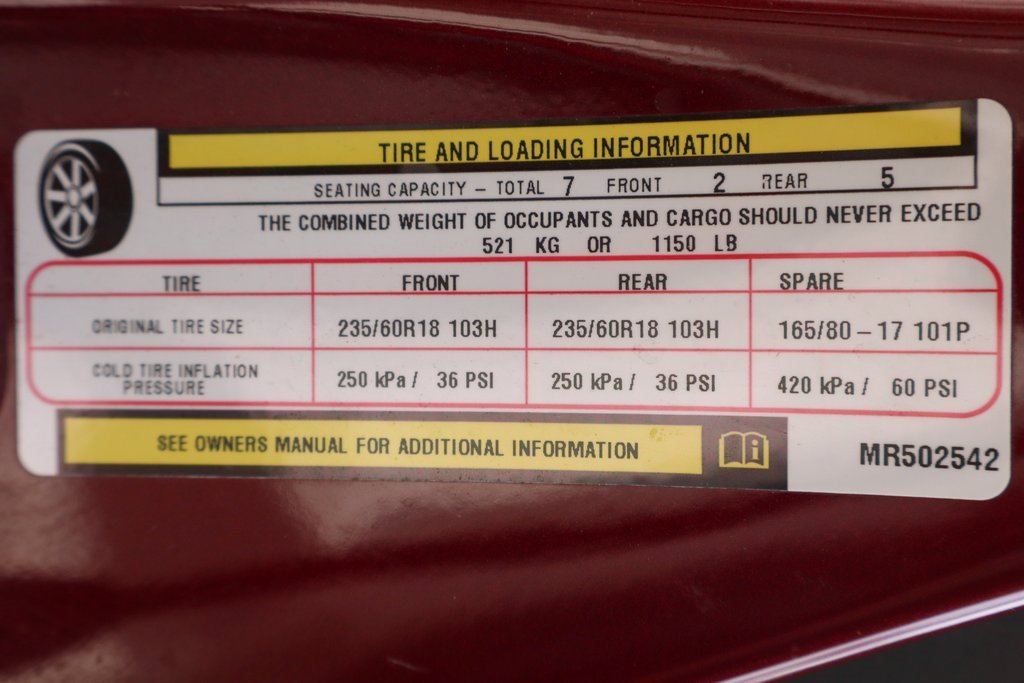 TIRE AND LOADING INFORMATION
SEATING CAPACITY – TOTAL 7 FRONT 2 REAR 5
THE COMBINED WEIGHT OF OCCUPANTS AND CARGO SHOULD NEVER EXCEED
521 KG OR 1150 LB
TIRE FRONT REAR SPARE
ORIGINAL TIRE SIZE 235/60R18 103H 235/60R18 103H 165/80 – 17 101P
COLD TIRE INFLATION
PRESSURE 250 kPa / 36 PSI 250 kPa / 36 PSI 420 kPa / 60 PSI
SEE OWNERS MANUAL FOR ADDITIONAL INFORMATION
MR502542